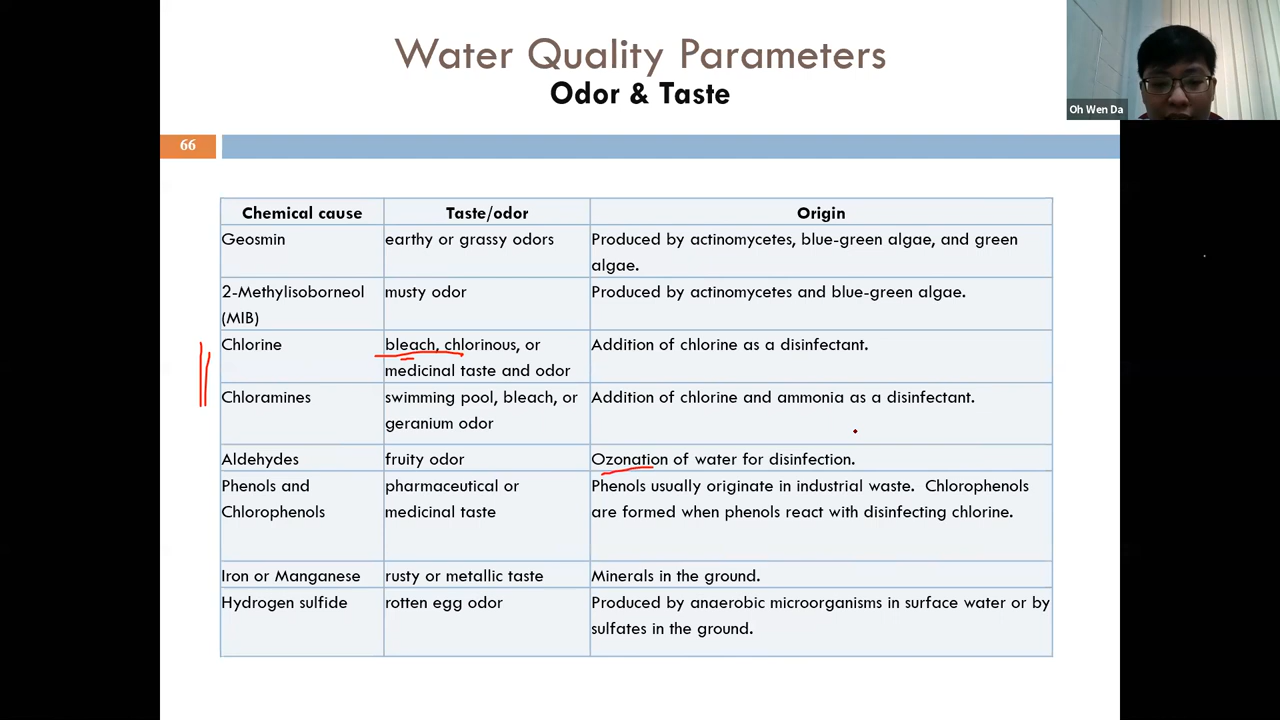 Water Quality Parameters
Odor & Taste
Oh Wen Da
66
Chemical cause Taste/odor Origin
Geosmin earthy or grassy odors Produced by actinomycetes, blue-green algae, and green
algae.
2-Methylisoborneol musty odor Produced by actinomycetes and blue-green algae.
(MIB)
Chlorine bleach, chlorinous, or Addition of chlorine as a disinfectant.
medicinal taste and odor
Chloramines swimming pool, bleach, or Addition of chlorine and ammonia as a disinfectant.
geranium odor
Aldehydes fruity odor Ozonation of water for disinfection.
Phenols and pharmaceutical or Phenols usually originate in industrial waste. Chlorophenols
Chlorophenols medicinal taste are formed when phenols react with disinfecting chlorine.
Iron or Manganese rusty or metallic taste Minerals in the ground.
Hydrogen sulfide rotten egg odor Produced by anaerobic microorganisms in surface water or by
sulfates in the ground.